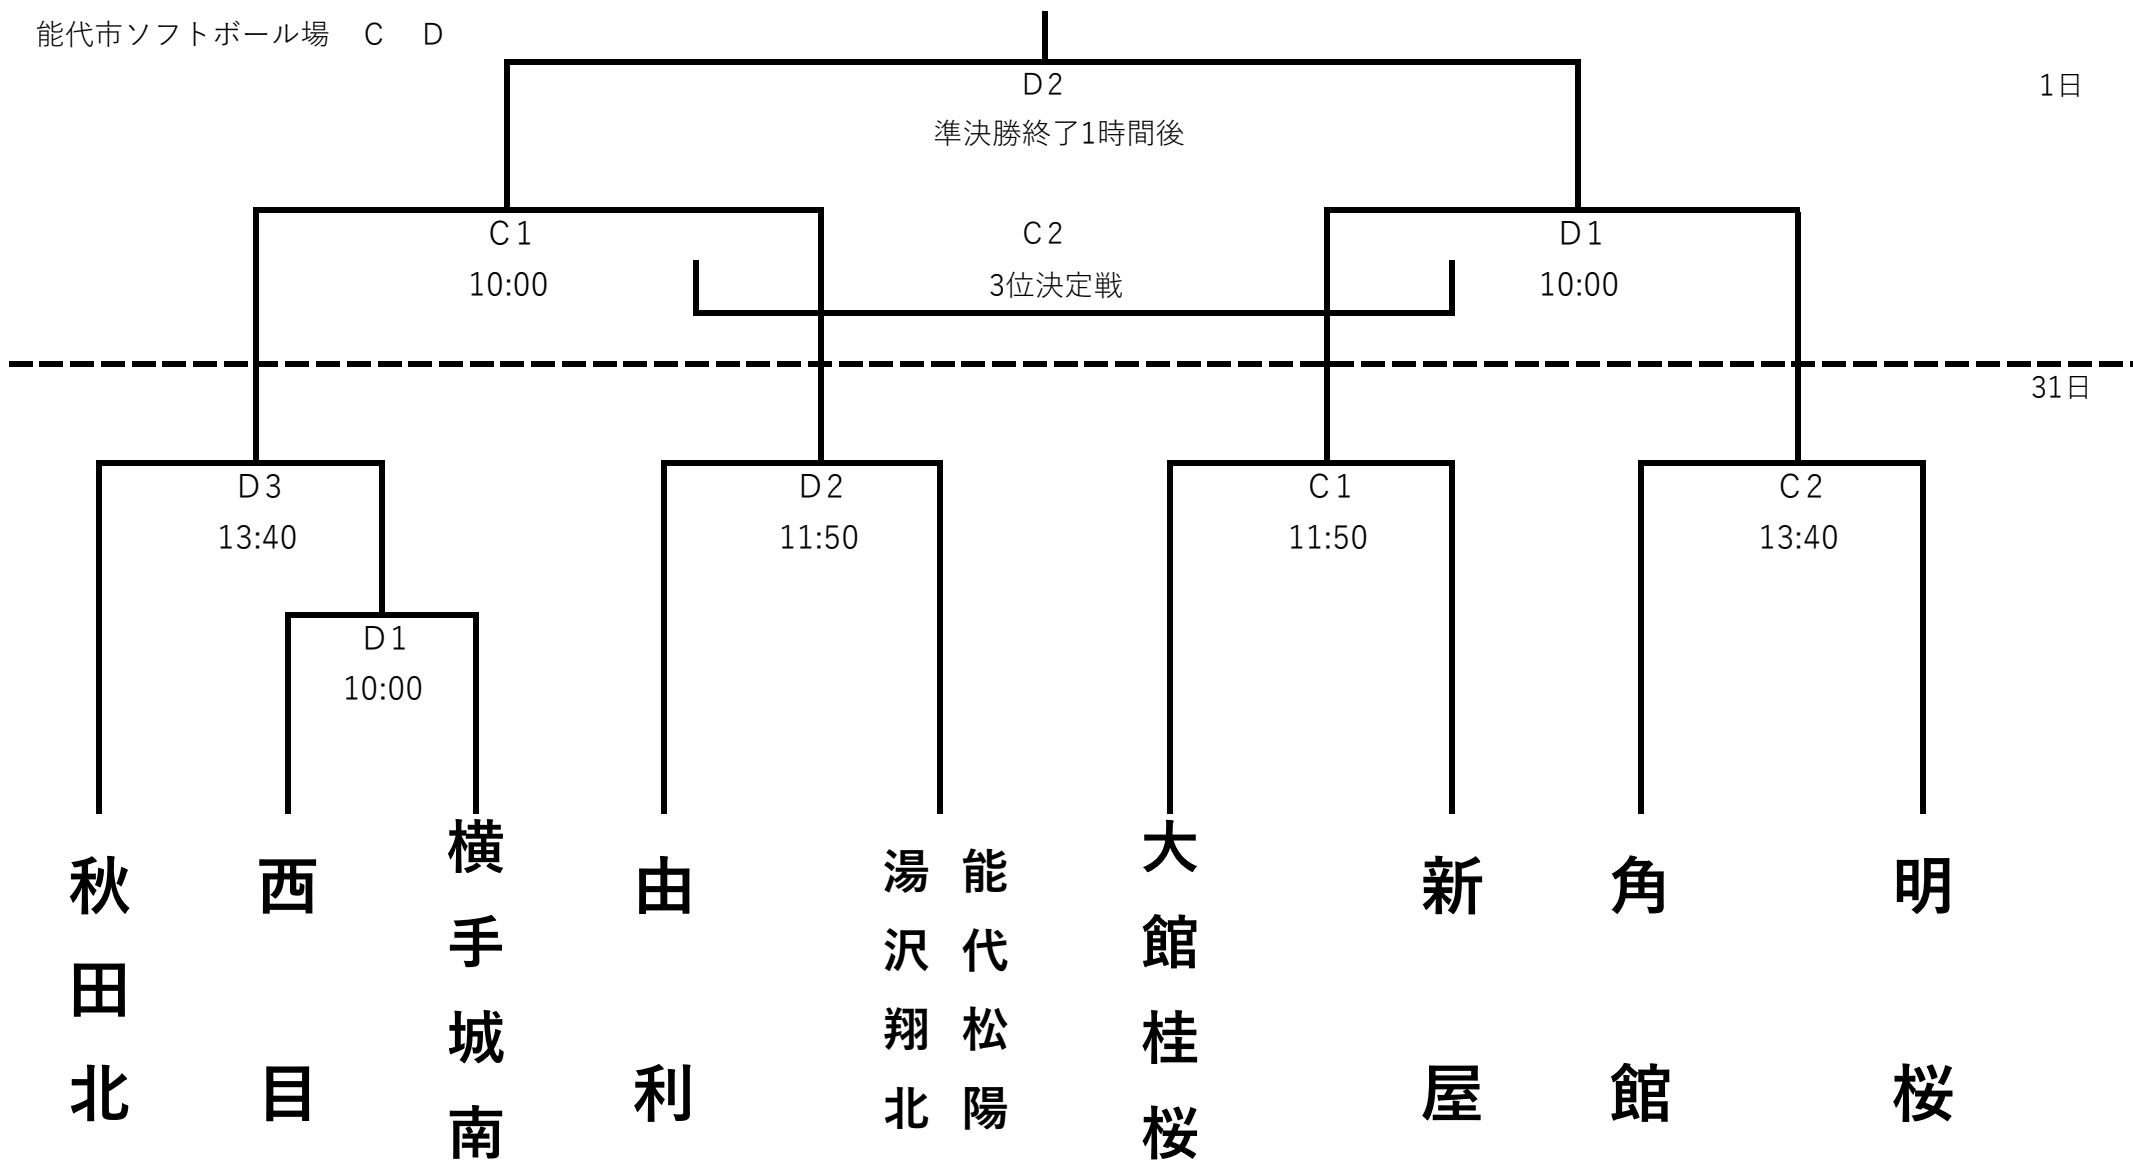 能代市ソフトボール場　C　D
D2
1日
準決勝終了1時間後
C1
C2
D1
10:00
3位決定戦
10:00
31日
D3
D2
C1
C2
13:40
11:50
11:50
13:40
D1
10:00
秋田北
西目
横手城南
由利
能代松陽
湯沢翔北
大館桂桜
新屋
角館
明桜